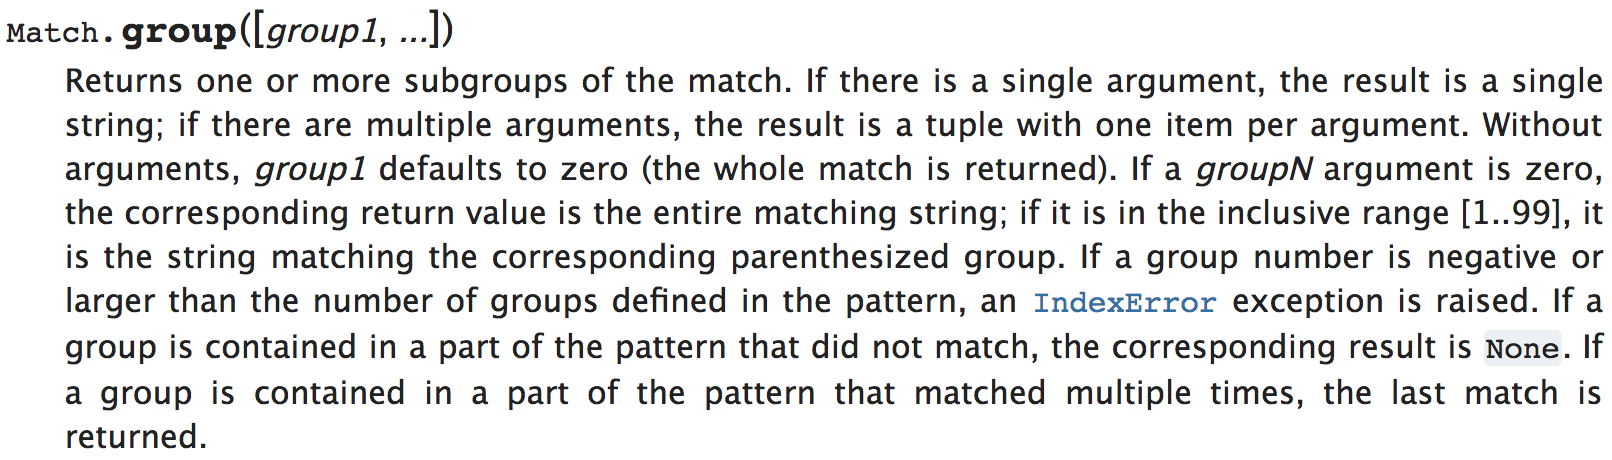 Match.group([group1, ...])
Returns one or more subgroups of the match. If there is a single argument, the result is a single
string; if there are multiple arguments, the result is a tuple with one item per argument. Without
arguments, group1 defaults to zero (the whole match is returned). If a groupN argument is zero,
the corresponding return value is the entire matching string; if it is in the inclusive range [1..99], it
is the string matching the corresponding parenthesized group. If a group number is negative or
larger than the number of groups defined in the pattern, an IndexError exception is raised. If a
group is contained in a part of the pattern that did not match, the corresponding result is None. If
a group is contained in a part of the pattern that matched multiple times, the last match is
returned.